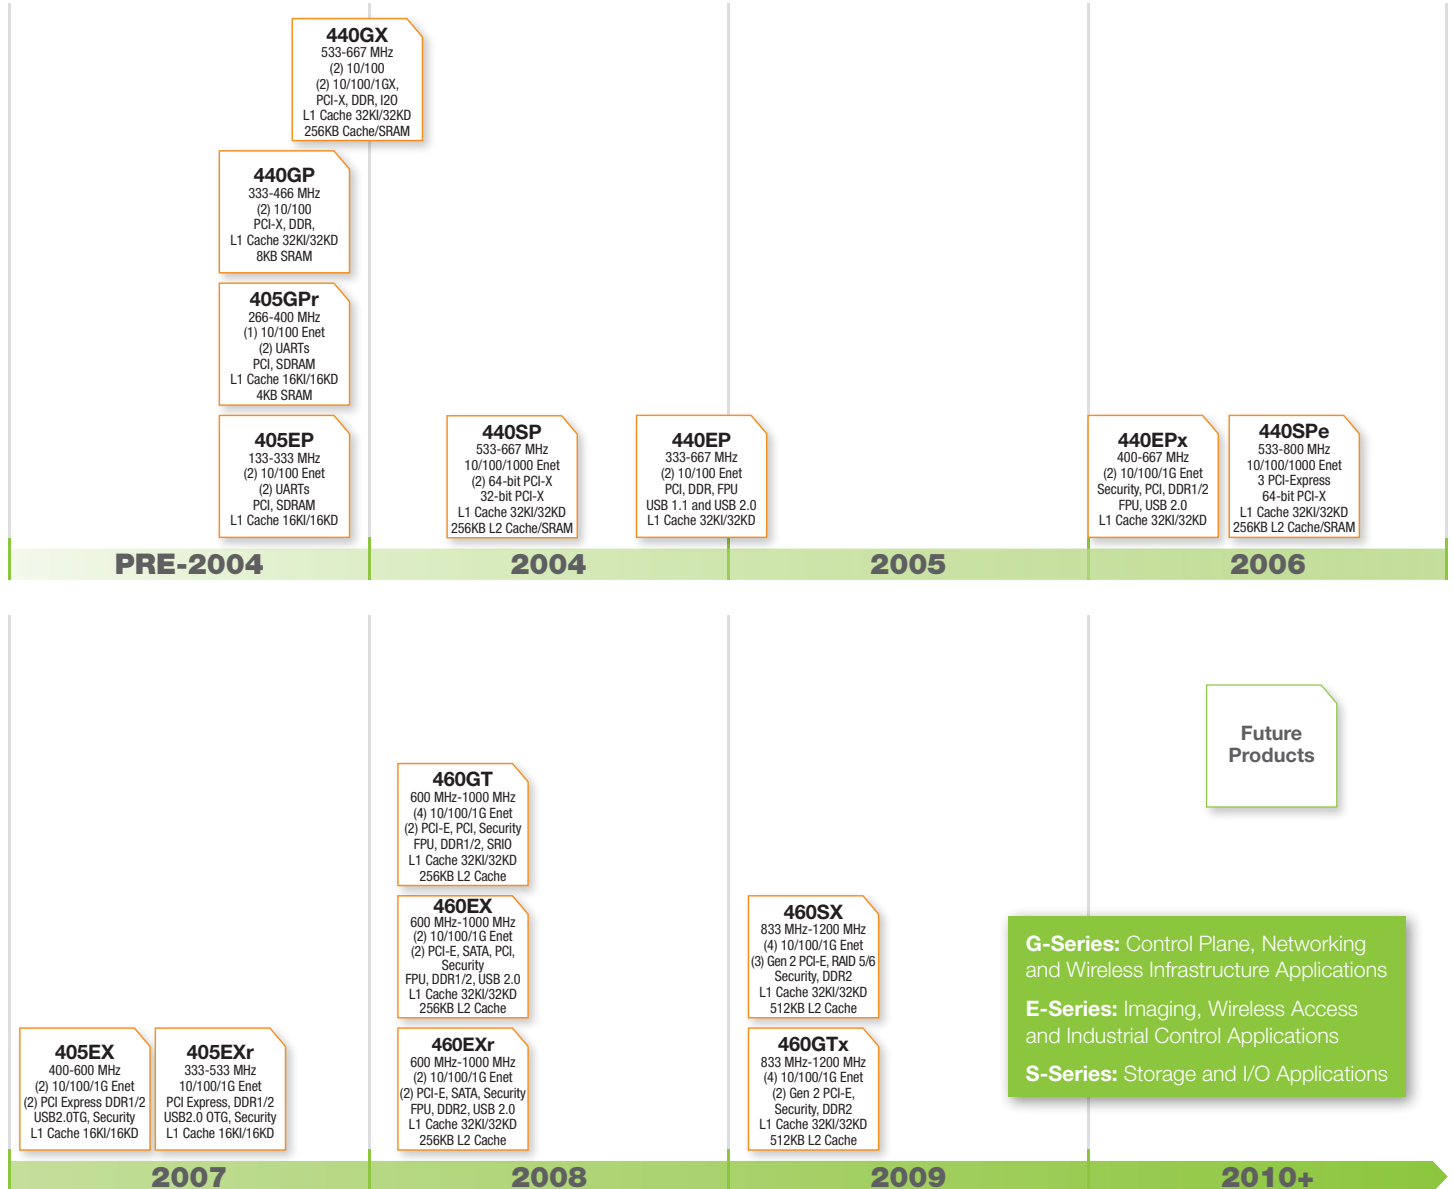 440GX
533-667 MHz
(2) 10/100
(2) 10/100/1GX,
PCI-X, DDR, I2O
L1 Cache 32KI/32KD
256KB Cache/SRAM
440GP
333-466 MHz
(2) 10/100
PCI-X, DDR,
L1 Cache 32KI/32KD
8KB SRAM
405GPr
266-400 MHz
(1) 10/100 Enet
(2) UARTs
PCI, SDRAM
L1 Cache 16KI/16KD
4KB SRAM
405EP
133-333 MHz
(2) 10/100 Enet
(2) UARTs
PCI, SDRAM
L1 Cache 16KI/16KD
440SP
533-667 MHz
10/100/1000 Enet
(2) 64-bit PCI-X
32-bit PCI-X
L1 Cache 32KI/32KD
256KB L2 Cache/SRAM
440EP
333-667 MHz
(2) 10/100 Enet
PCI, DDR, FPU
USB 1.1 and USB 2.0
L1 Cache 32KI/32KD
440EPx
400-667 MHz
(2) 10/100/1G Enet
Security, PCI, DDR1/2
FPU, USB 2.0
L1 Cache 32KI/32KD
440SPe
533-800 MHz
10/100/1000 Enet
3 PCI-Express
64-bit PCI-X
L1 Cache 32KI/32KD
256KB L2 Cache/SRAM
PRE-2004
2004
2005
2006
405EX
400-600 MHz
(2) 10/100/1G Enet
(2) PCI Express DDR1/2
USB2.0TG, Security
L1 Cache 16KI/16KD
405EXr
333-533 MHz
10/100/1G Enet
PCI Express, DDR1/2
USB2.0 OTG, Security
L1 Cache 16KI/16KD
460GT
600 MHz-1000 MHz
(4) 10/100/1G Enet
(2) PCI-E, PCI, Security
FPU, DDR1/2, SRIO
L1 Cache 32KI/32KD
256KB L2 Cache
460EX
600 MHz-1000 MHz
(2) 10/100/1G Enet
(2) PCI-E, SATA, PCI,
Security
FPU, DDR1/2, USB 2.0
L1 Cache 32KI/32KD
256KB L2 Cache
460EXr
600 MHz-1000 MHz
(2) 10/100/1G Enet
(2) PCI-E, SATA, Security
FPU, DDR2, USB 2.0
L1 Cache 32KI/32KD
256KB L2 Cache
460SX
833 MHz-1200 MHz
(4) 10/100/1G Enet
(3) Gen 2 PCI-E, RAID 5/6
Security, DDR2
L1 Cache 32KI/32KD
512KB L2 Cache
460GTx
833 MHz-1200 MHz
(4) 10/100/1G Enet
(2) Gen 2 PCI-E,
Security, DDR2
L1 Cache 32KI/32KD
512KB L2 Cache
Future
Products
G-Series: Control Plane, Networking
and Wireless Infrastructure Applications
E-Series: Imaging, Wireless Access
and Industrial Control Applications
S-Series: Storage and I/O Applications
2007
2008
2009
2010+